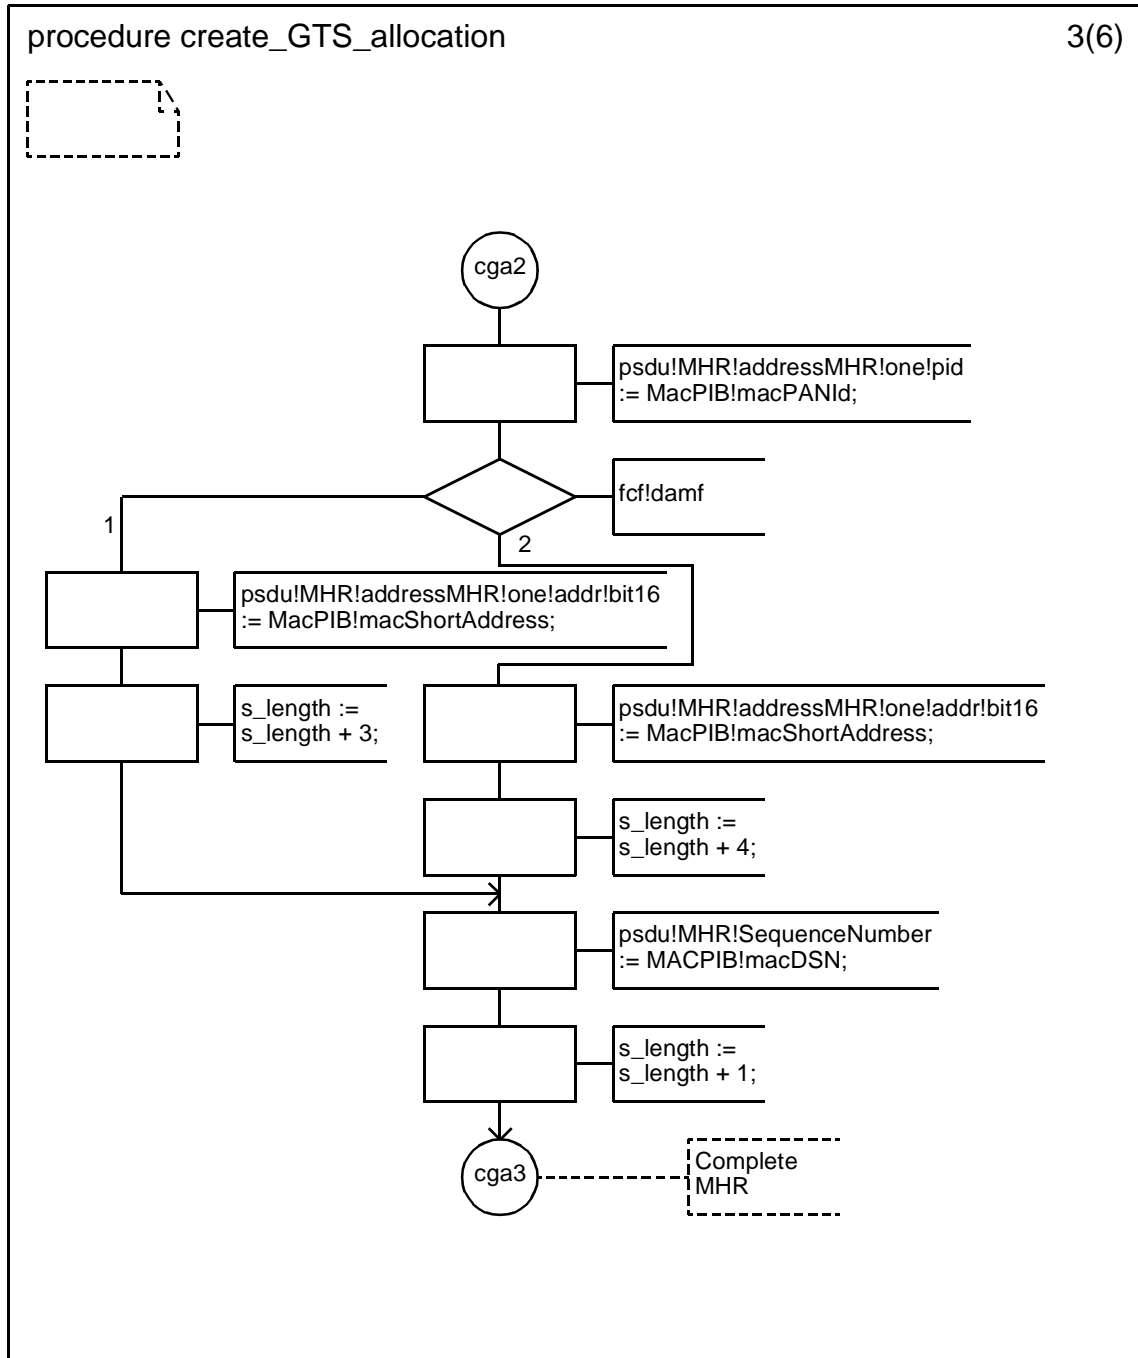 procedure create_GTS_allocation
3(6)
cga2
psdu!MHR!addressMHR!one!pid
:= MacPIB!macPANId;
fcf!damf
1
2
psdu!MHR!addressMHR!one!addr!bit16
:= MacPIB!macShortAddress;
s_length :=
s_length + 3;
psdu!MHR!addressMHR!one!addr!bit16
:= MacPIB!macShortAddress;
s_length :=
s_length + 4;
psdu!MHR!SequenceNumber
:= MACPIB!macDSN;
s_length :=
s_length + 1;
cga3
Complete
MHR